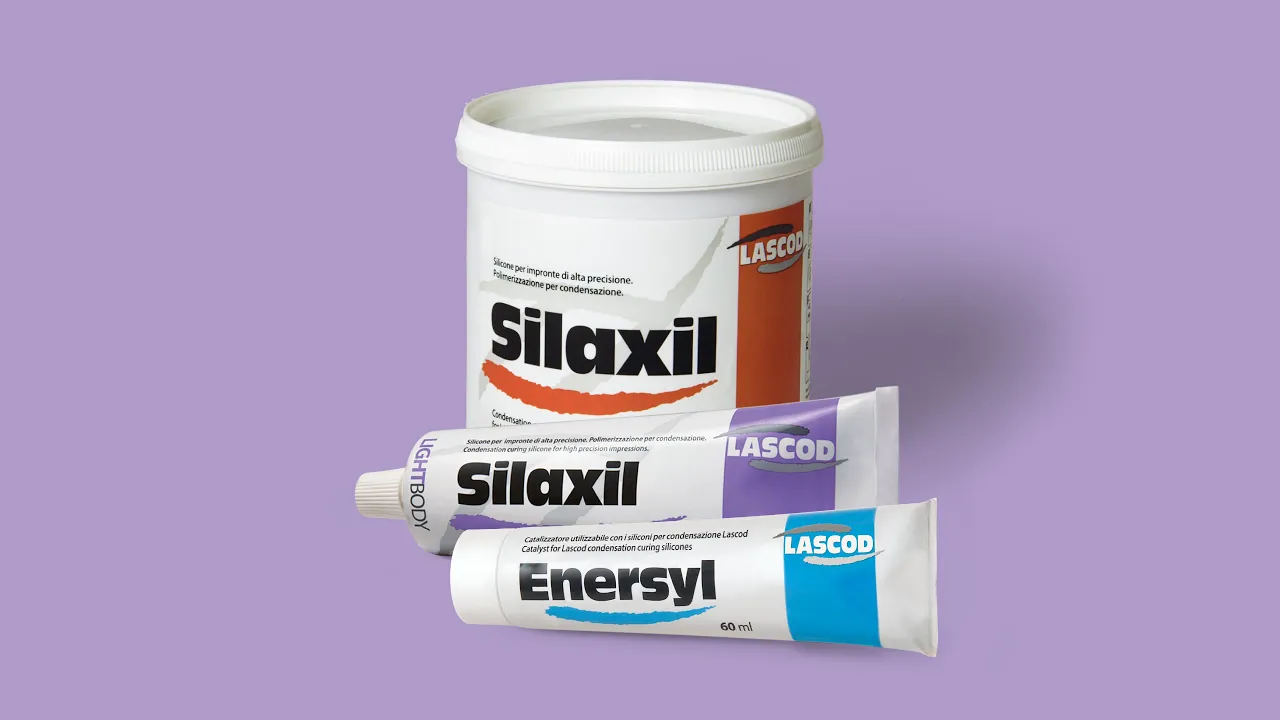 LASCOD
Silicone per impronte di alta precisione.
Polimerizzazione per condensazione.
Silaxil
Condensation
LIGHTBODY
Silicone per impronte di alta precisione. Polimerizzazione per condensazione.
Condensation curing silicone for high precision impressions.
Silaxil
LASCOD
Catalizzatore utilizzabile con i siliconi per condensazione Lascod
Catalyst for Lascod condensation curing silicones
Enersyl
60 ml
LASCOD